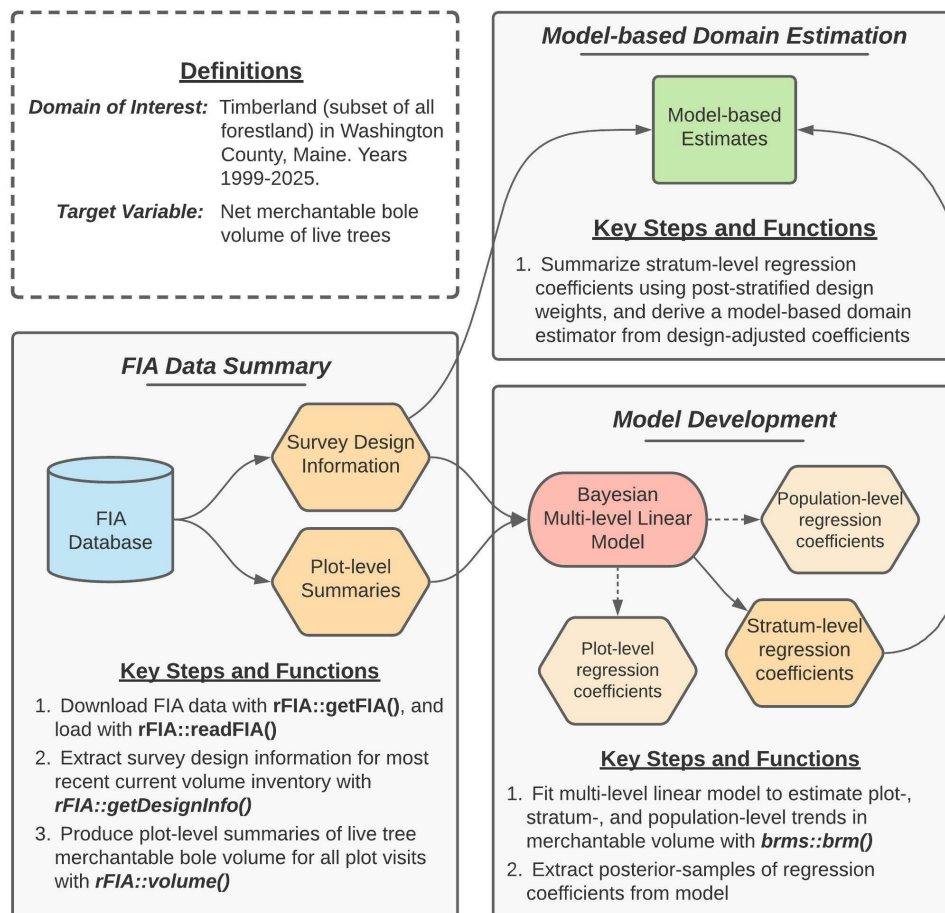 Definitions
Domain of Interest: Timberland (subset of all
forestland) in Washington
County, Maine. Years
1999-2025.
Target Variable: Net merchantable bole
volume of live trees
FIA Data Summary
FIA
Database
Survey Design
Information
Plot-level
Summaries
Key Steps and Functions
1. Download FIA data with rFIA::getFIA(), and
load with rFIA::readFIA()
2. Extract survey design information for most
recent current volume inventory with
rFIA::getDesignInfo()
3. Produce plot-level summaries of live tree
merchantable bole volume for all plot visits
with rFIA::volume()
Model-based Domain Estimation
Model-based
Estimates
Key Steps and Functions
1. Summarize stratum-level regression
coefficients using post-stratified design
weights, and derive a model-based domain
estimator from design-adjusted coefficients
Model Development
Bayesian
Multi-level Linear
Model
Population-level
regression
coefficients
Plot-level
regression
coefficients
Stratum-level
regression
coefficients
Key Steps and Functions
1. Fit multi-level linear model to estimate plot-,
stratum-, and population-level trends in
merchantable volume with brms::brm()
2. Extract posterior-samples of regression
coefficients from model